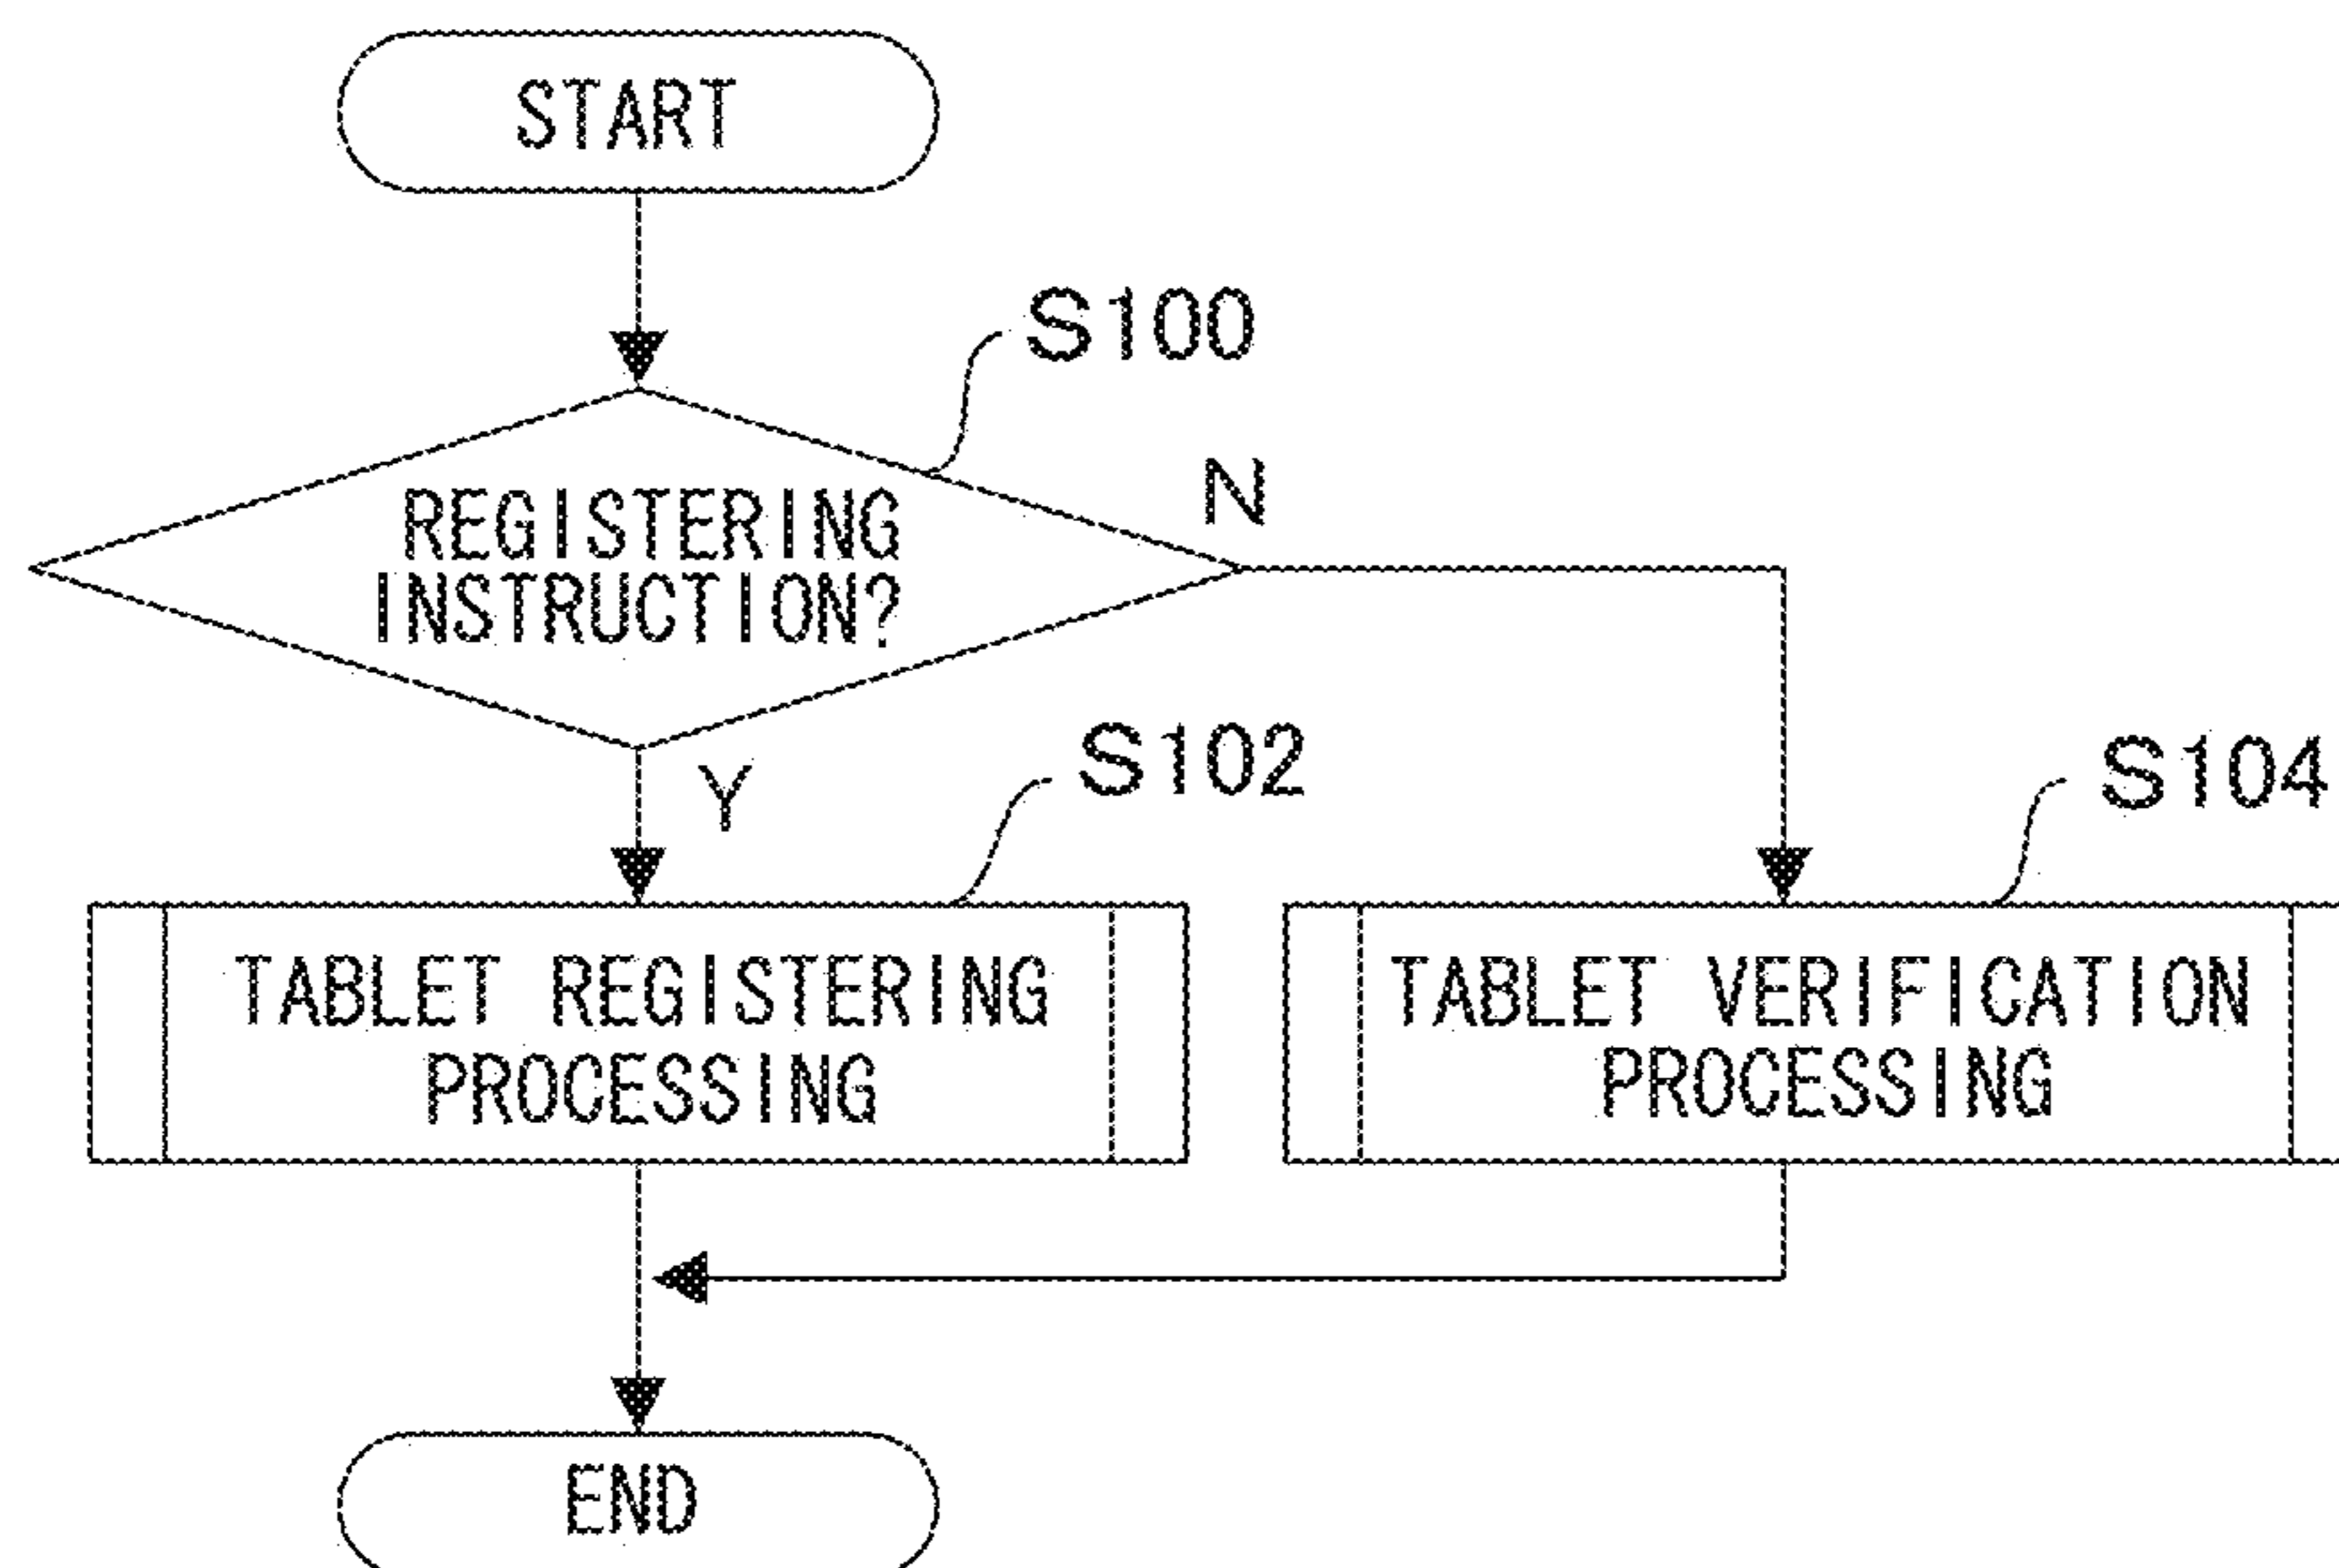 START
S100
N
REGISTERING
INSTRUCTION?
Y
S102
S104
TABLET REGISTERING
PROCESSING
TABLET VERIFICATION
PROCESSING
END